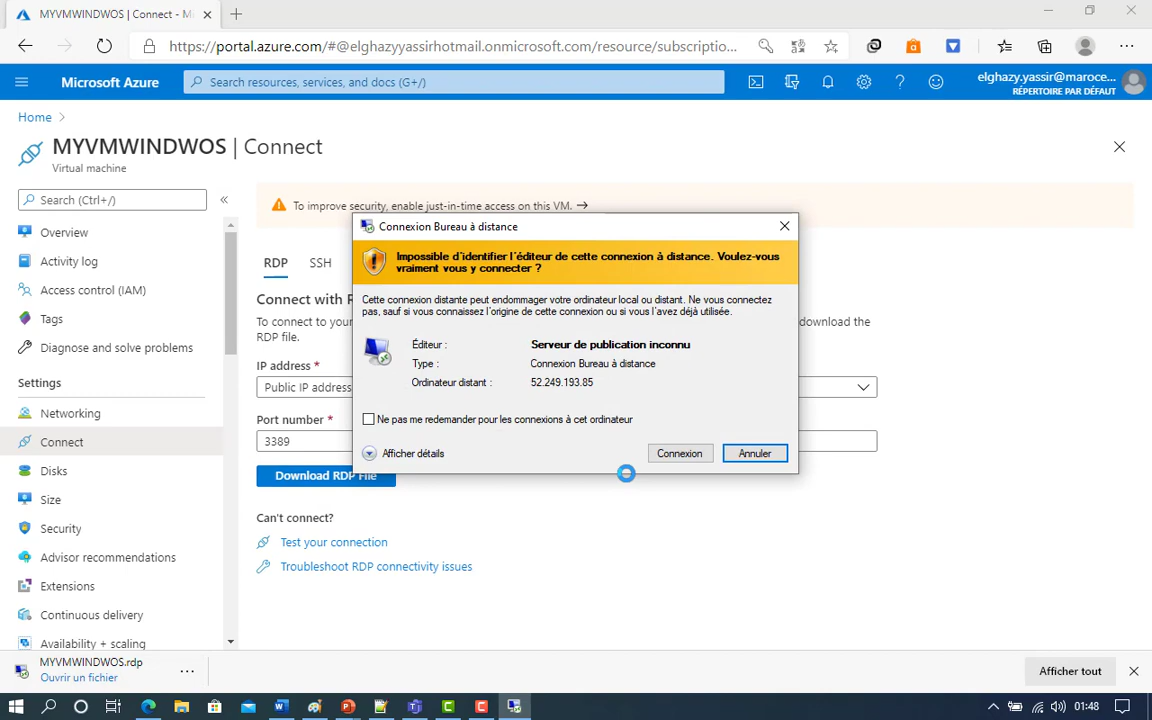 MYVMWINDWOS | Connect - Mi
https://portal.azure.com/#@elghazyyassirhotmail.onmicrosoft.com/resource/subscriptio...
Microsoft Azure
Search resources, services, and docs (G+/)
elghazy.yassir@maroce...
RÉPERTOIRE PAR DÉFAUT
Home
MYVMWINDWOS | Connect
Virtual machine
Search (Ctrl+/)
«
To improve security, enable just-in-time access on this VM. →
Connexion Bureau à distance
Impossible d'identifier l'éditeur de cette connexion à distance. Voulez-vous
vraiment vous y connecter ?
Cette connexion distante peut endommager votre ordinateur local ou distant. Ne vous connectez
pas, sauf si vous connaissez l'origine de cette connexion ou si vous l'avez déjà utilisée.
Éditeur :
Serveur de publication inconnu
Type :
Connexion Bureau à distance
Ordinateur distant :
52.249.193.85
Ne pas me redemander pour les connexions à cet ordinateur
Afficher détails
Connexion
Annuler
Overview
Activity log
Access control (IAM)
Tags
Diagnose and solve problems
Settings
Networking
Connect
Disks
Size
Security
Advisor recommendations
Extensions
Continuous delivery
Availability + scaling
RDP
SSH
Connect with R
To connect to your
download the
RDP file.
IP address *
Public IP address
Port number *
3389
Download RDP File
Can't connect?
Test your connection
Troubleshoot RDP connectivity issues
MYVMWINDWOS.rdp
Ouvrir un fichier
Afficher tout
01:48